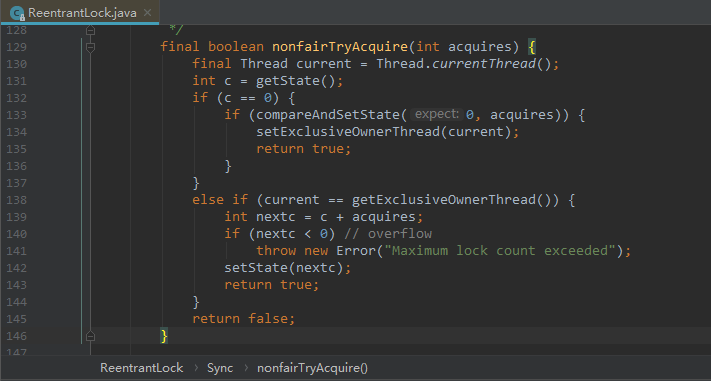 ReentrantLock.java
128 */
129 final boolean nonfairTryAcquire(int acquires) {
130 final Thread current = Thread.currentThread();
131 int c = getState();
132 if (c == 0) {
133 if (compareAndSetState( expect: 0, acquires)) {
134 setExclusiveOwnerThread(current);
135 return true;
136 }
137 }
138 else if (current == getExclusiveOwnerThread()) {
139 int nextc = c + acquires;
140 if (nextc < 0) // overflow
141 throw new Error("Maximum lock count exceeded");
142 setState(nextc);
143 return true;
144 }
145 return false;
146 }
147
ReentrantLock > Sync > nonfairTryAcquire()